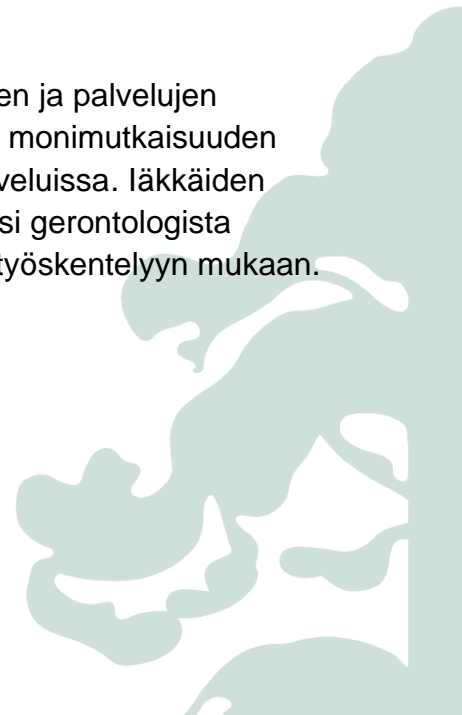 en ja palvelujen
monimutkaisuuden
veluissa. Iäkkäiden
si gerontologista
työskentelyyn mukaan.